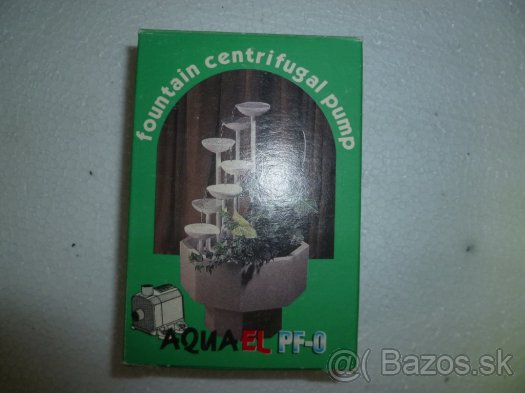 fountain centrifugal pump
AQUAEL PF-0
@( Bazos.sk